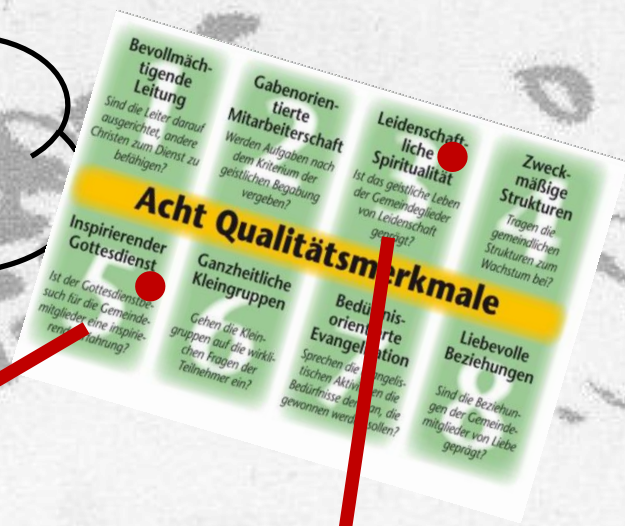 Bevollmäch-
tigende
Leitung
Sind die Leiter darauf
ausgerichtet, andere
Christen zum Dienst zu
befähigen?
Gabenorien-
tierte
Mitarbeiterschaft
Werden Aufgaben nach
dem Kriterium der
geistlichen Begabung
vergeben?
Leidenschaft-
liche
Spiritualität
Ist das geistliche Leben
der Gemeindeglieder
von Leidenschaft
geprägt?
Zweck-
mäßige
Strukturen
Tragen die
gemeindlichen
Strukturen zum
Wachstum bei?
Acht Qualitätsmerkmale
Inspirierender
Gottesdienst
Ist der Gottesdienstbe-
such für die Gemeinde-
mitglieder eine inspirie-
5
Ganzheitliche
Kleingruppen
Gehen die Klein-
gruppen auf die wirkli-
chen Fragen der
Teilnehmer ein?
6
Bedürfnis-
orientierte
Evangelisation
Sprechen die
tischen die
Bedürfnisse die
gewonnen werden sollen?
Liebevolle
Beziehungen
Sind die Beziehun-
gen der Gemeinde-
mitglieder von Liebe
geprägt?
8